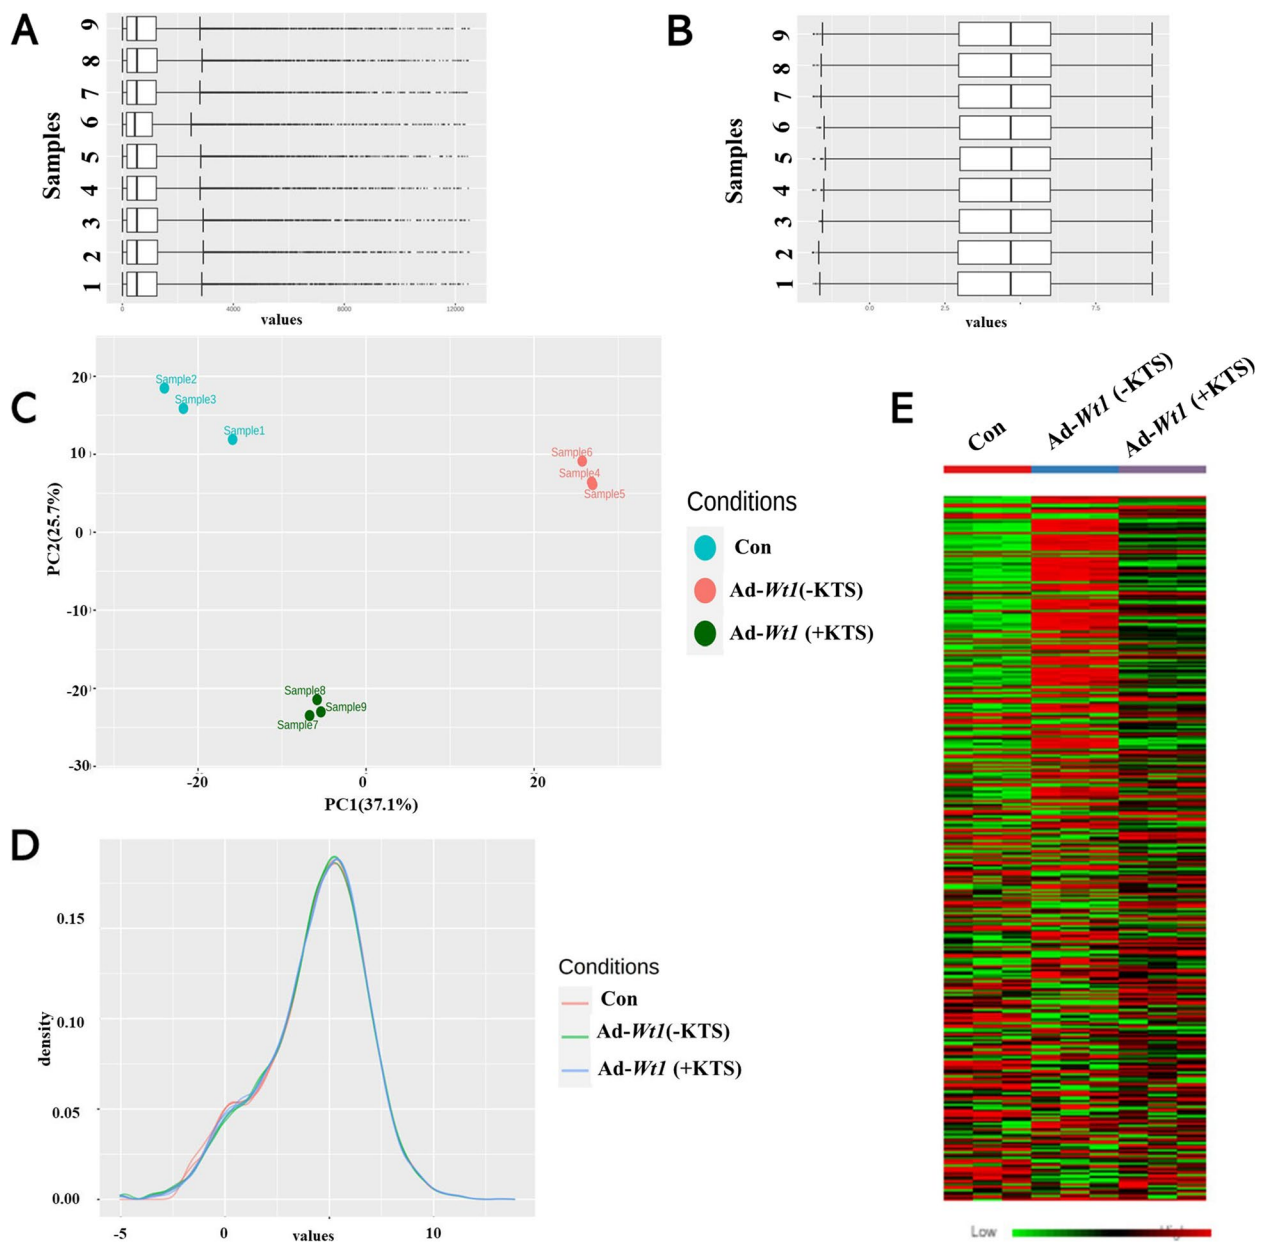 A
Samples
9
8
7
6
5
4
3
2
1
0
4000
8000
12000
values
B
Samples
9
8
7
6
5
4
3
2
1
0.0
2.5
7.5
values
C
PC2(25.7%)
20
10
0
-10
-20
-30
-20
0
20
PC1(37.1%)
Sample2
Sample3
Sample1
Sample6
Sample4
Sample5
Sample8
Sample9
Sample7
Conditions
Con
Ad-Wt1(-KTS)
Ad-Wt1 (+KTS)
D
density
0.15
0.10
0.05
0.00
-5
0
10
values
Conditions
Con
Ad-Wt1(-KTS)
Ad-Wt1 (+KTS)
E
Con
Ad-Wt1 (-KTS)
Ad-Wt1 (+KTS)
Low
High